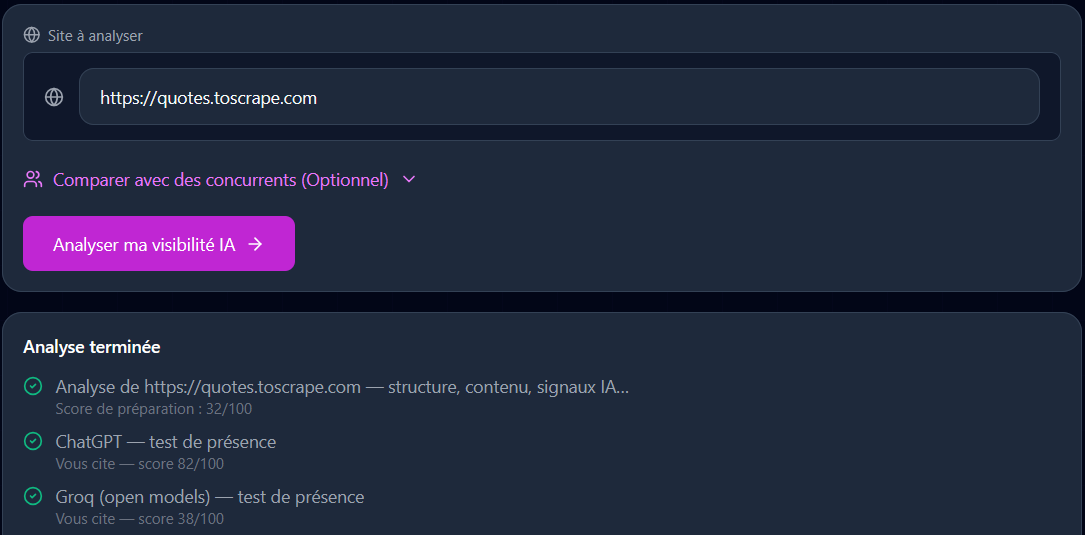 Site à analyser
https://quotes.toscrape.com
Comparer avec des concurrents (Optionnel)
Analyser ma visibilité IA
Analyse terminée
Analyse de https://quotes.toscrape.com — structure, contenu, signaux IA…
Score de préparation : 32/100
ChatGPT — test de présence
Vous cite — score 82/100
Groq (open models) — test de présence
Vous cite — score 38/100